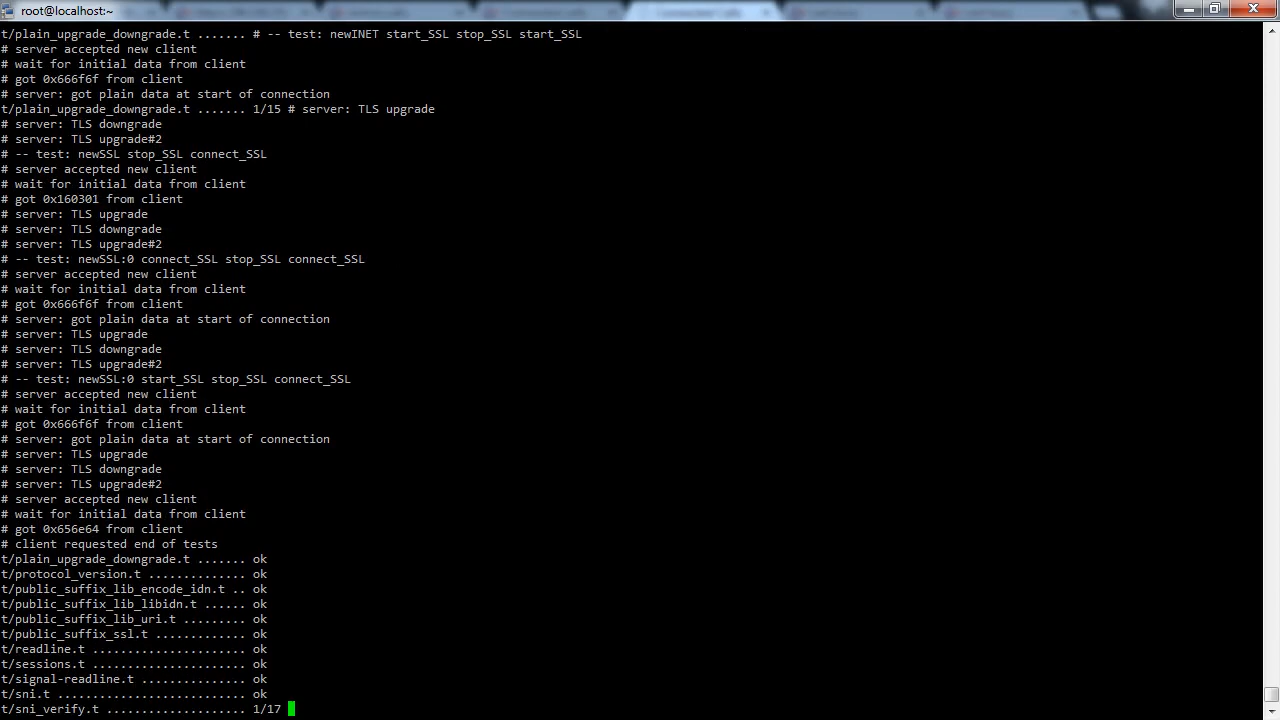 root@localhost:~
t/plain_upgrade_downgrade.t ....... # -- test: newINET start_SSL stop_SSL start_SSL
# server accepted new client
# wait for initial data from client
# got 0x666f6f from client
# server: got plain data at start of connection
t/plain_upgrade_downgrade.t ....... 1/15 # server: TLS upgrade
# server: TLS downgrade
# server: TLS upgrade#2
# -- test: newSSL stop_SSL connect_SSL
# server accepted new client
# wait for initial data from client
# got 0x160301 from client
# server: TLS upgrade
# server: TLS downgrade
# server: TLS upgrade#2
# -- test: newSSL:0 connect_SSL stop_SSL connect_SSL
# server accepted new client
# wait for initial data from client
# got 0x666f6f from client
# server: got plain data at start of connection
# server: TLS upgrade
# server: TLS downgrade
# server: TLS upgrade#2
# -- test: newSSL:0 start_SSL stop_SSL connect_SSL
# server accepted new client
# wait for initial data from client
# got 0x666f6f from client
# server: got plain data at start of connection
# server: TLS upgrade
# server: TLS downgrade
# server: TLS upgrade#2
# server accepted new client
# wait for initial data from client
# got 0x656e64 from client
# client requested end of tests
t/plain_upgrade_downgrade.t ....... ok
t/protocol_version.t .............. ok
t/public_suffix_lib_encode_idn.t .. ok
t/public_suffix_lib_libidn.t ...... ok
t/public_suffix_lib_uri.t ......... ok
t/public_suffix_ssl.t ............. ok
t/readline.t ...................... ok
t/sessions.t ...................... ok
t/signal-readline.t ............... ok
t/sni.t ........................... ok
t/sni_verify.t .................... 1/17